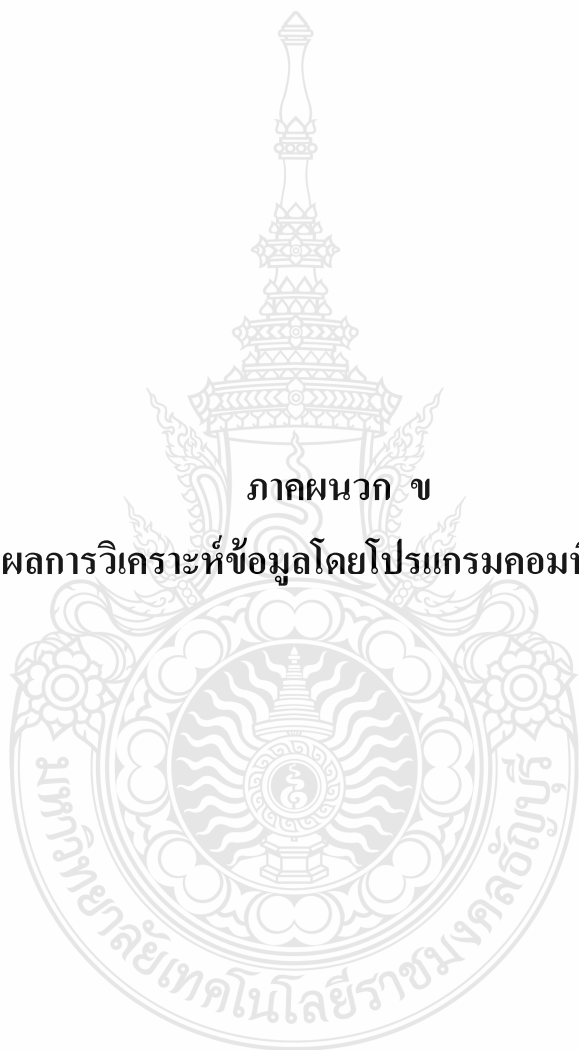 ภาคผนวก ข
ผลการวิเคราะห์ข้อมูลโดยโปรแกรม
มหาวิทยาลัยเทคโนโลยีราชมงคลธัญบุรี